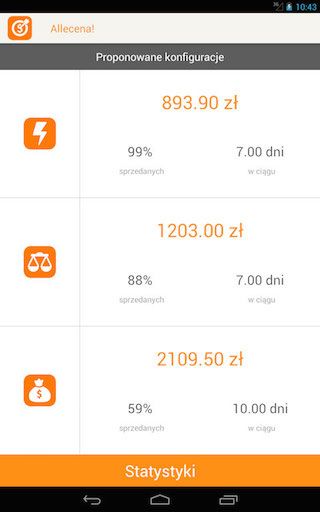 10:43
Allecena!
Proponowane konfiguracje
893.90 zł
99% 7.00 dni
sprzedanych w ciągu
1203.00 zł
88% 7.00 dni
sprzedanych w ciągu
2109.50 zł
59% 10.00 dni
sprzedanych w ciągu
Statystyki